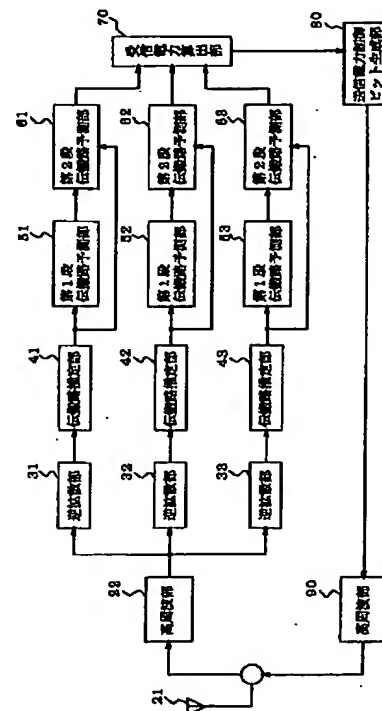 21
22
高周波部
31
逆拡散部
41
伝搬路推定部
51
第1段
伝搬路予測部
61
第2段
伝搬路予測部
32
逆拡散部
42
伝搬路推定部
52
第1段
伝搬路予測部
62
第2段
伝搬路予測部
33
逆拡散部
43
伝搬路推定部
53
第1段
伝搬路予測部
63
第2段
伝搬路予測部
70
受信電力算出部
80
送信電力制御
ビット生成部
90
高周波部